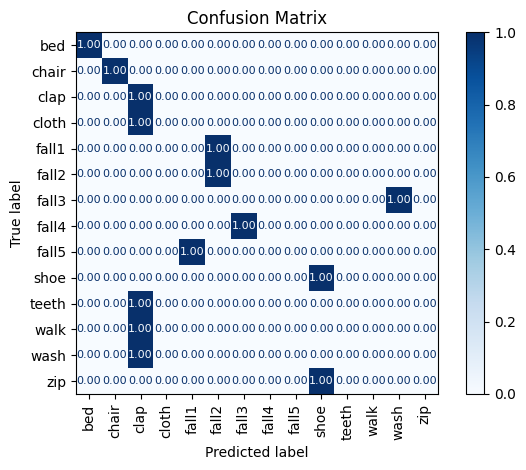 Confusion Matrix
True label
bed 1.00 0.00 0.00 0.00 0.00 0.00 0.00 0.00 0.00 0.00 0.00 0.00 0.00 0.00
chair 0.00 1.00 0.00 0.00 0.00 0.00 0.00 0.00 0.00 0.00 0.00 0.00 0.00 0.00
clap 0.00 0.00 1.00 0.00 0.00 0.00 0.00 0.00 0.00 0.00 0.00 0.00 0.00 0.00
cloth 0.00 0.00 1.00 0.00 0.00 0.00 0.00 0.00 0.00 0.00 0.00 0.00 0.00 0.00
fall1 0.00 0.00 0.00 0.00 0.00 1.00 0.00 0.00 0.00 0.00 0.00 0.00 0.00 0.00
fall2 0.00 0.00 0.00 0.00 0.00 1.00 0.00 0.00 0.00 0.00 0.00 0.00 0.00 0.00
fall3 0.00 0.00 0.00 0.00 0.00 0.00 0.00 0.00 0.00 0.00 0.00 0.00 1.00 0.00
fall4 0.00 0.00 0.00 0.00 0.00 0.00 1.00 0.00 0.00 0.00 0.00 0.00 0.00 0.00
fall5 0.00 0.00 0.00 0.00 1.00 0.00 0.00 0.00 0.00 0.00 0.00 0.00 0.00 0.00
shoe 0.00 0.00 0.00 0.00 0.00 0.00 0.00 0.00 0.00 1.00 0.00 0.00 0.00 0.00
teeth 0.00 0.00 1.00 0.00 0.00 0.00 0.00 0.00 0.00 0.00 0.00 0.00 0.00 0.00
walk 0.00 0.00 1.00 0.00 0.00 0.00 0.00 0.00 0.00 0.00 0.00 0.00 0.00 0.00
wash 0.00 0.00 1.00 0.00 0.00 0.00 0.00 0.00 0.00 0.00 0.00 0.00 0.00 0.00
zip 0.00 0.00 0.00 0.00 0.00 0.00 0.00 0.00 0.00 1.00 0.00 0.00 0.00 0.00
bed chair clap cloth fall1 fall2 fall3 fall4 fall5 shoe teeth walk wash zip
Predicted label
1.0
0.8
0.6
0.4
0.2
0.0